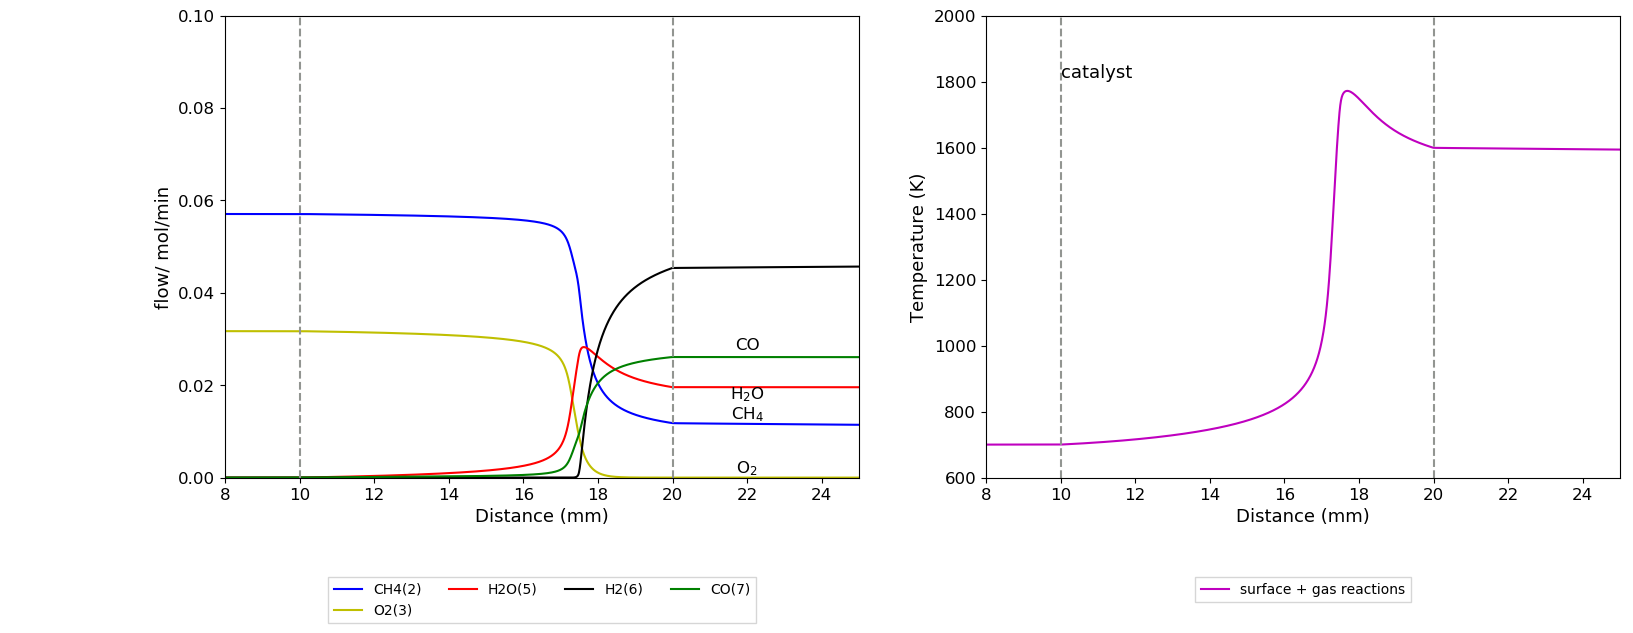 0.10
0.08
0.06
0.04
0.02
0.00
flow/ mol/min
CO
H₂O
CH₄
O₂
8 10 12 14 16 18 20 22 24
Distance (mm)
CH4(2) H2O(5) H2(6) CO(7)
O2(3)
2000
1800
1600
1400
1200
1000
800
600
Temperature (K)
catalyst
8 10 12 14 16 18 20 22 24
Distance (mm)
surface + gas reactions